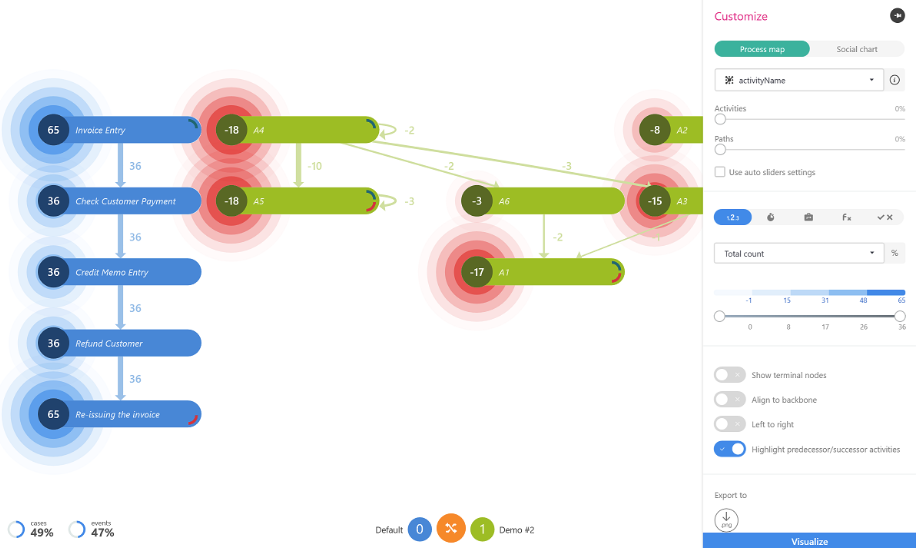 Customize
Process map
Social chart
activityName
Activities
0%
Paths
0%
Use auto sliders settings
Total count
%
-1 15 31 48 65
0 8 17 26 36
Show terminal nodes
Align to backbone
Left to right
Highlight predecessor/successor activities
Export to
.png
Visualize
65 Invoice Entry
36
36 Check Customer Payment
36
36 Credit Memo Entry
36
36 Refund Customer
36
65 Re-issuing the invoice
-18 A4
-2
-10
-2
-3
-18 A5
-3
-3 A6
-2
-17 A1
-8 A2
-15 A3
cases
49%
events
47%
Default 0 1 Demo #2